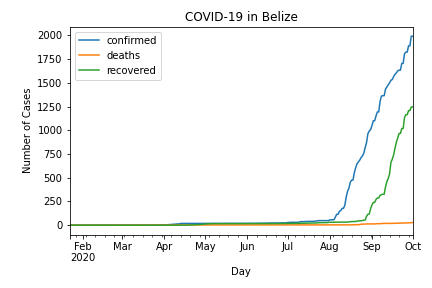 COVID-19 in Belize
confirmed
deaths
recovered
Number of Cases
2000
1750
1500
1250
1000
750
500
250
0
Feb Mar Apr May Jun Jul Aug Sep Oct
2020
Day